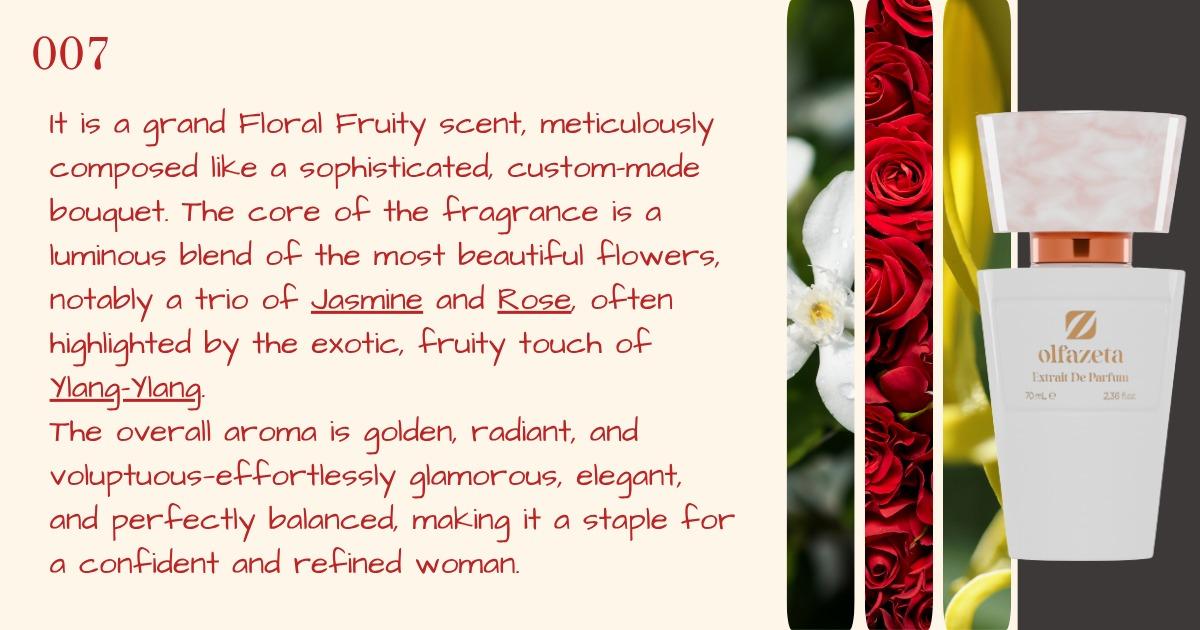 007
It is a grand Floral Fruity scent, meticulously
composed like a sophisticated, custom-made
bouquet. The core of the fragrance is a
luminous blend of the most beautiful flowers,
notably a trio of Jasmine and Rose, often
highlighted by the exotic, fruity touch of
Ylang-Ylang.
The overall aroma is golden, radiant, and
voluptuous-effortlessly glamorous, elegant,
and perfectly balanced, making it a staple for
a confident and refined woman.
olfazeta
Extrait De Parfum
70 mL ℮ 2,36 fl.oz.